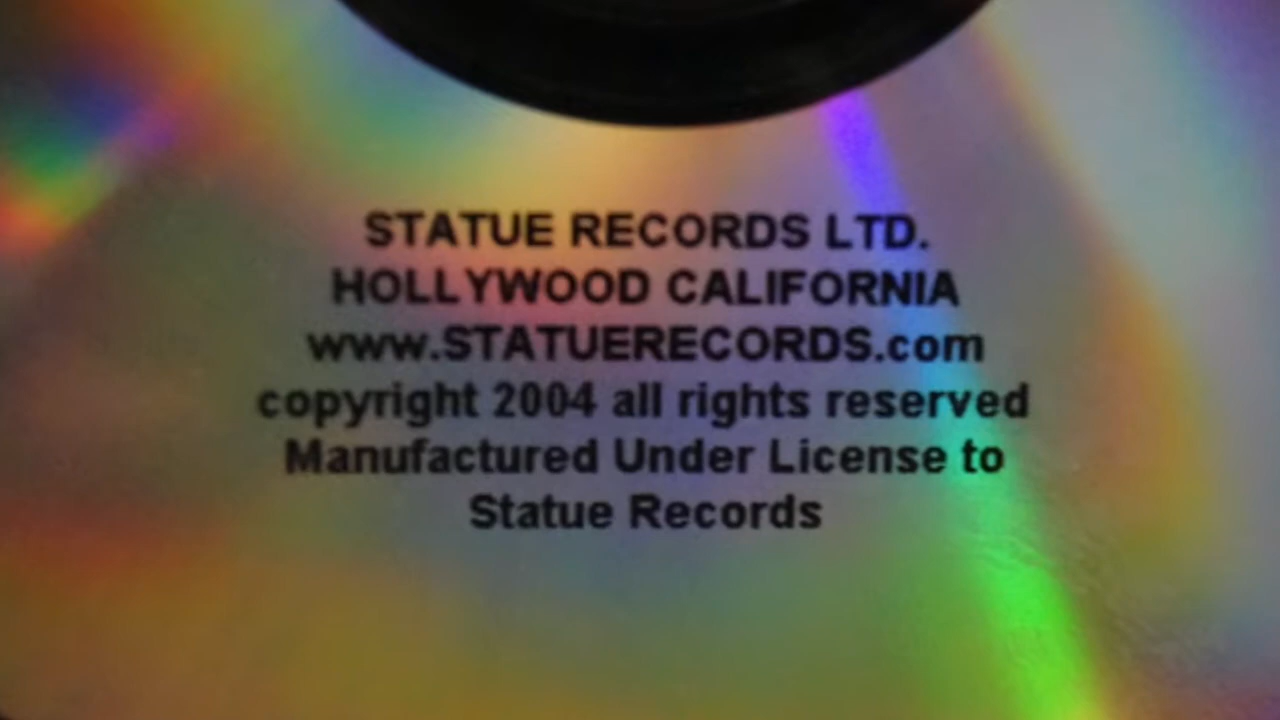 STATUE RECORDS LTD.
HOLLYWOOD CALIFORNIA
www.STATUERECORDS.com
copyright 2004 all rights reserved
Manufactured Under License to
Statue Records